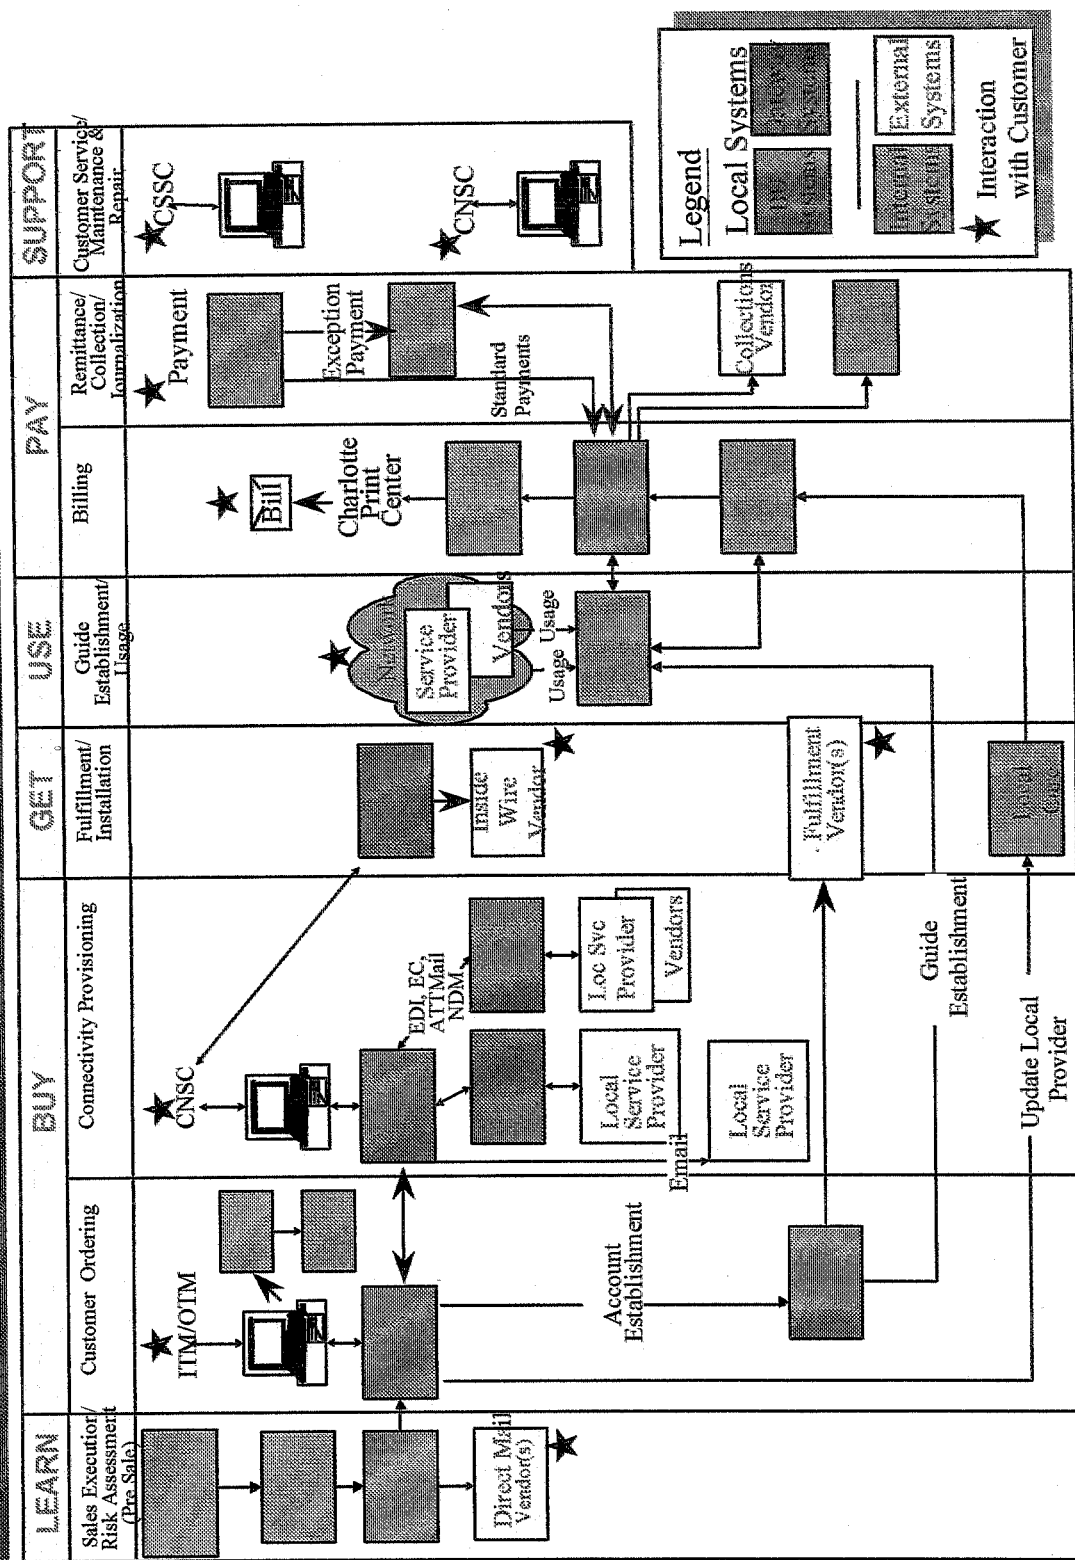 LEARN
BUY
GET
USE
PAY
SUPPORT
Sales Execution/
Risk Assessment
(Pre Sale)
Customer Ordering
Connectivity Provisioning
Fulfillment/
Installation
Guide
Establishment/
Usage
Billing
Remittance/
Collection/
Journalization
Customer Service/
Maintenance &
Repair
Direct Mail
Vendor(s)
ITM/OTM
Account
Establishment
CNSC
EDI, EC,
ATTMail
NDM
Local
Service
Provider
Loc Svc
Provider
Vendors
Email
Local
Service
Provider
Guide
Establishment
Update Local
Provider
Inside
Wire
Vendor
Fulfillment
Vendor(s)
Local
Network
Service
Provider
Vendors
Usage
Usage
Bill
Charlotte
Print
Center
Payment
Exception
Payment
Standard
Payments
Collections
Vendor
CSSC
CNSC
Legend
Local Systems
Systems
Internal
Systems
External
Systems
Interaction
with Customer